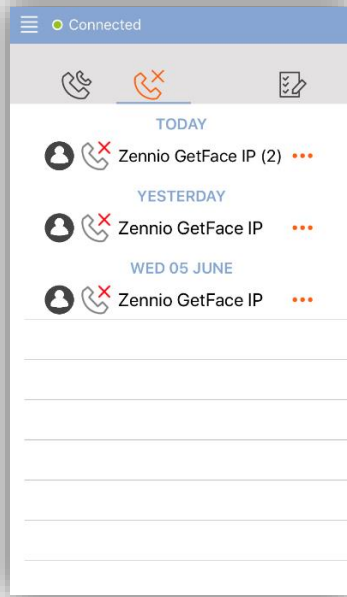 Connected
TODAY
Zennio GetFace IP (2)
YESTERDAY
Zennio GetFace IP
WED 05 JUNE
Zennio GetFace IP